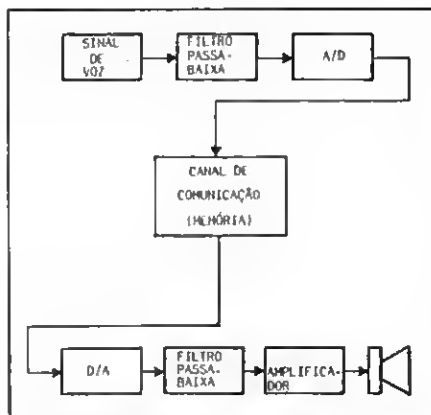 SINAL
DE
VOZ
FILTRO
PASSA-
BAIXA
A/D
CANAL DE
COMUNICAÇÃO
(MEMÓRIA)
D/A
FILTRO
PASSA-
BAIXA
AMPLIFICA-
DOR